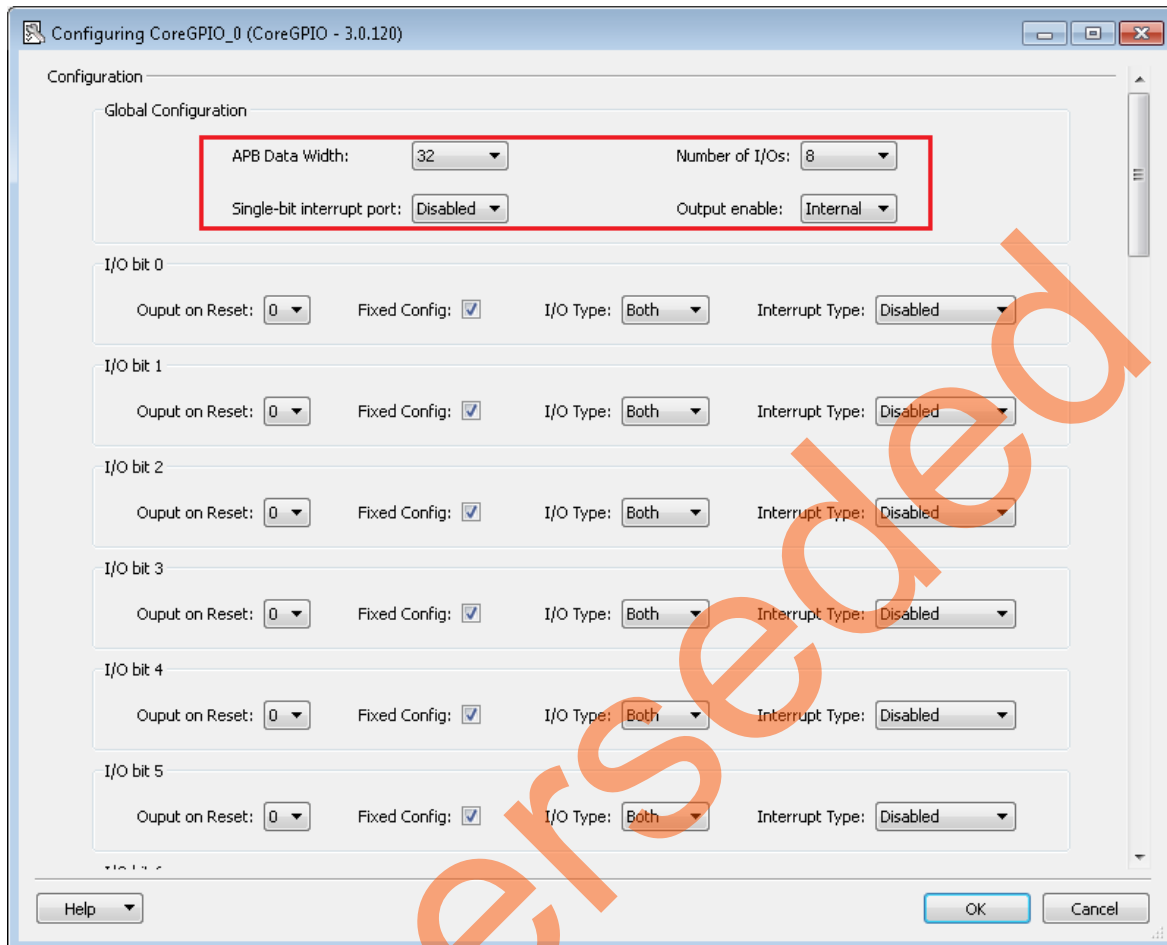 Configuring CoreGPIO_0 (CoreGPIO - 3.0.120)
Configuration
Global Configuration
APB Data Width: 32 Number of I/Os: 8
Single-bit interrupt port: Disabled Output enable: Internal
I/O bit 0
Ouput on Reset: 0 Fixed Config: I/O Type: Both Interrupt Type: Disabled
I/O bit 1
Ouput on Reset: 0 Fixed Config: I/O Type: Both Interrupt Type: Disabled
I/O bit 2
Ouput on Reset: 0 Fixed Config: I/O Type: Both Interrupt Type: Disabled
I/O bit 3
Ouput on Reset: 0 Fixed Config: I/O Type: Both Interrupt Type: Disabled
I/O bit 4
Ouput on Reset: 0 Fixed Config: I/O Type: Both Interrupt Type: Disabled
I/O bit 5
Ouput on Reset: 0 Fixed Config: I/O Type: Both Interrupt Type: Disabled
Help OK Cancel
erseded